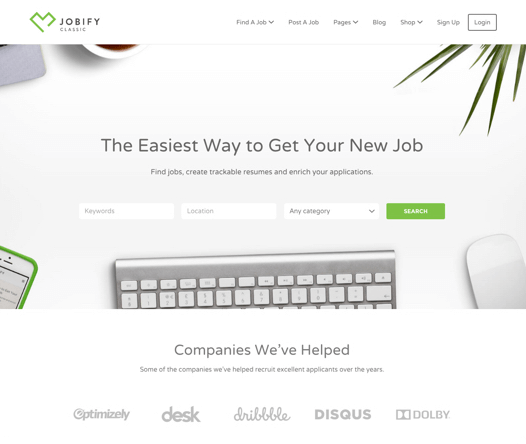 JOBIFY
CLASSIC
Find A Job
Post A Job
Pages
Blog
Shop
Sign Up
Login
The Easiest Way to Get Your New Job
Find jobs, create trackable resumes and enrich your applications.
Keywords
Location
Any category
SEARCH
Companies We've Helped
Some of the companies we've helped recruit excellent applicants over the years.
Optimizely
desk
dribbble
DISQUS
DOLBY.